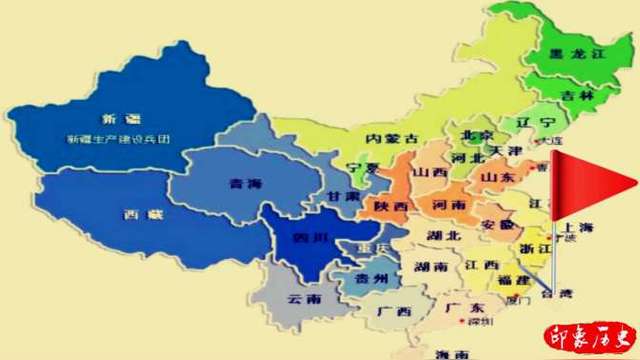 黑龙江
吉林
辽宁
内蒙古
北京
天津
大连
河北
新疆
新疆生产建设兵团
宁夏
山西
山东
青
青海
甘肃
陕西
河南
江
西藏
安徽
上海
四川
重庆
湖北
浙江
宁波
湖南
江西
贵州
福建
云南
广西
广东
厦门
台湾
深圳
海南
印象历史